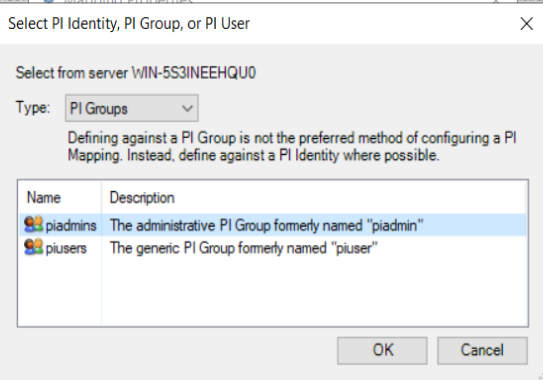 Select PI Identity, PI Group, or PI User
Select from server WIN-5S3INEEHQU0
Type: PI Groups
Defining against a PI Group is not the preferred method of configuring a PI
Mapping. Instead, define against a PI Identity where possible.
Name Description
piadmins The administrative PI Group formerly named "piadmin"
piusers The generic PI Group formerly named "piuser"
OK Cancel